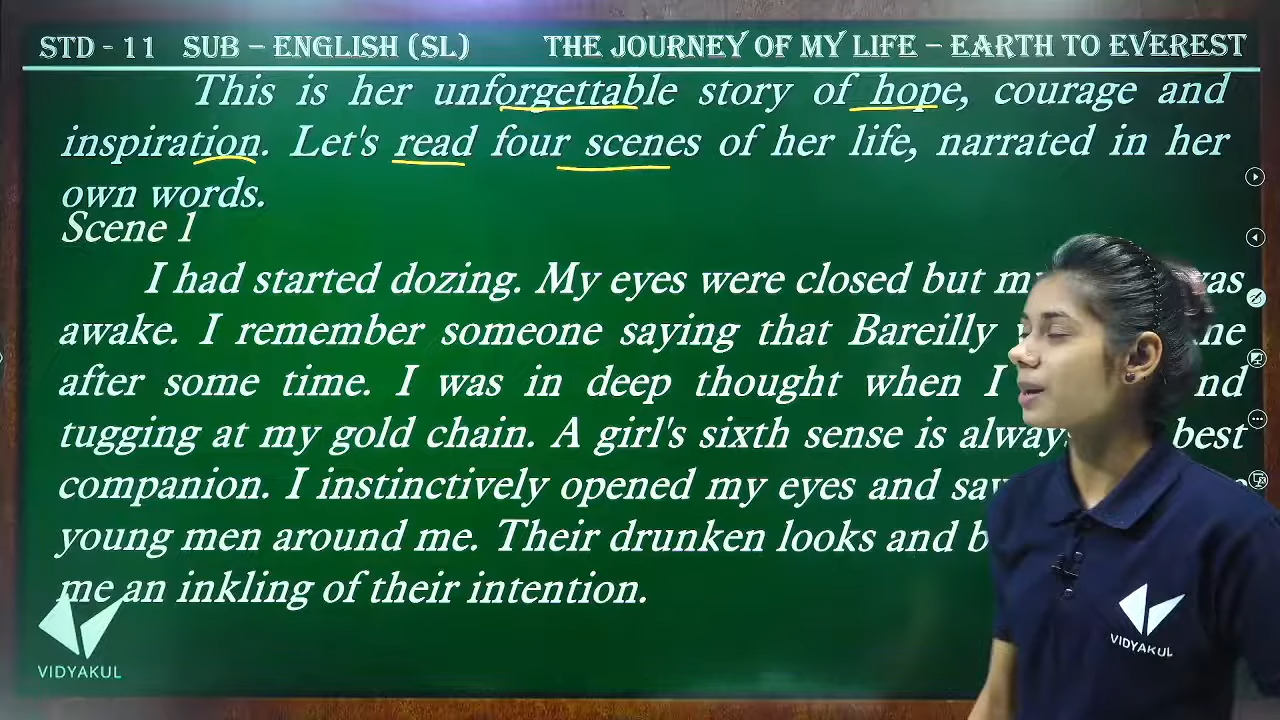 STD - 11 SUB – ENGLISH (SL) THE JOURNEY OF MY LIFE – EARTH TO EVEREST
This is her unforgettable story of hope, courage and
inspiration. Let's read four scenes of her life, narrated in her
own words.
Scene 1
I had started dozing. My eyes were closed but
awake. I remember someone saying that Bareilly
after some time. I was in deep thought when I
tugging at my gold chain. A girl's sixth sense is best
companion. I instinctively opened my eyes and
young men around me. Their drunken looks and
me an inkling of their intention.
VIDYAKUL
VIDYAKUL